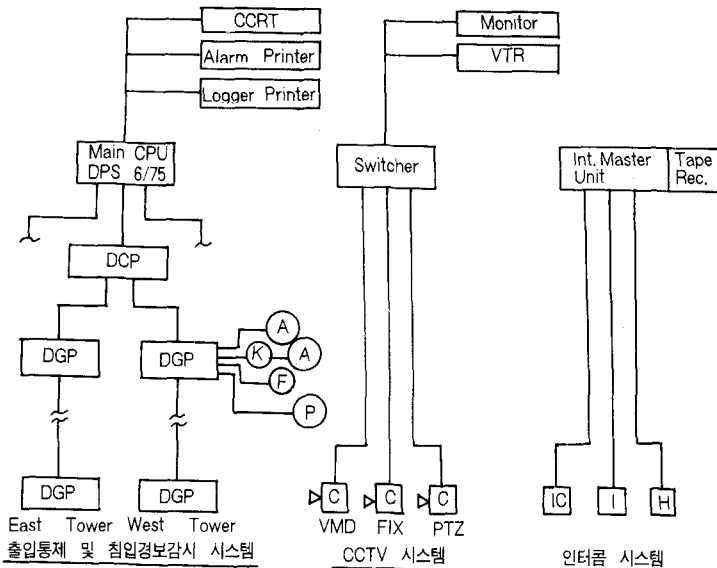 CCRT
Alarm Printer
Logger Printer
Main CPU
DPS 6/75
DCP
DGP
DGP
A
K
A
F
P
DGP
DGP
East Tower West Tower
출입통제 및 침입경보감시 시스템
Monitor
VTR
Switcher
C
C
C
VMD FIX PTZ
CCTV 시스템
Int. Master
Unit
Tape
Rec.
IC
I
H
인터콤 시스템